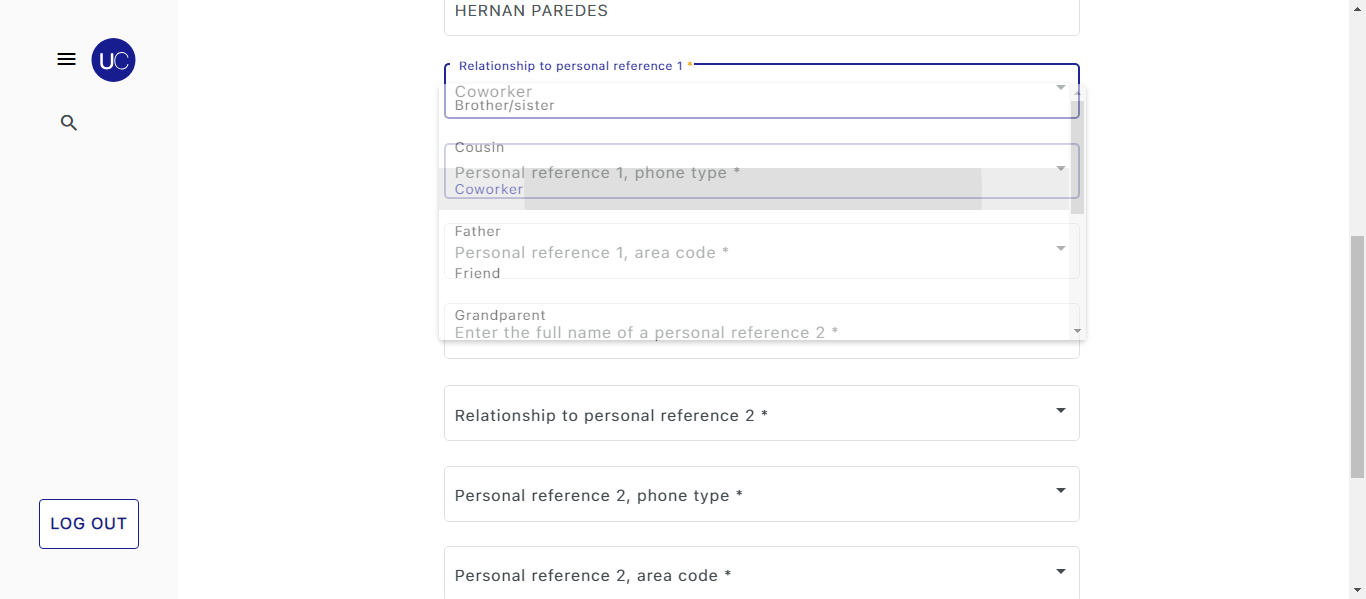 HERNAN PAREDES
UC
Relationship to personal reference 1 *
Coworker
Brother/sister
Cousin
Personal reference 1, phone type *
Coworker
Father
Personal reference 1, area code *
Friend
Grandparent
Enter the full name of a personal reference 2 *
Relationship to personal reference 2 *
Personal reference 2, phone type *
LOG OUT
Personal reference 2, area code *